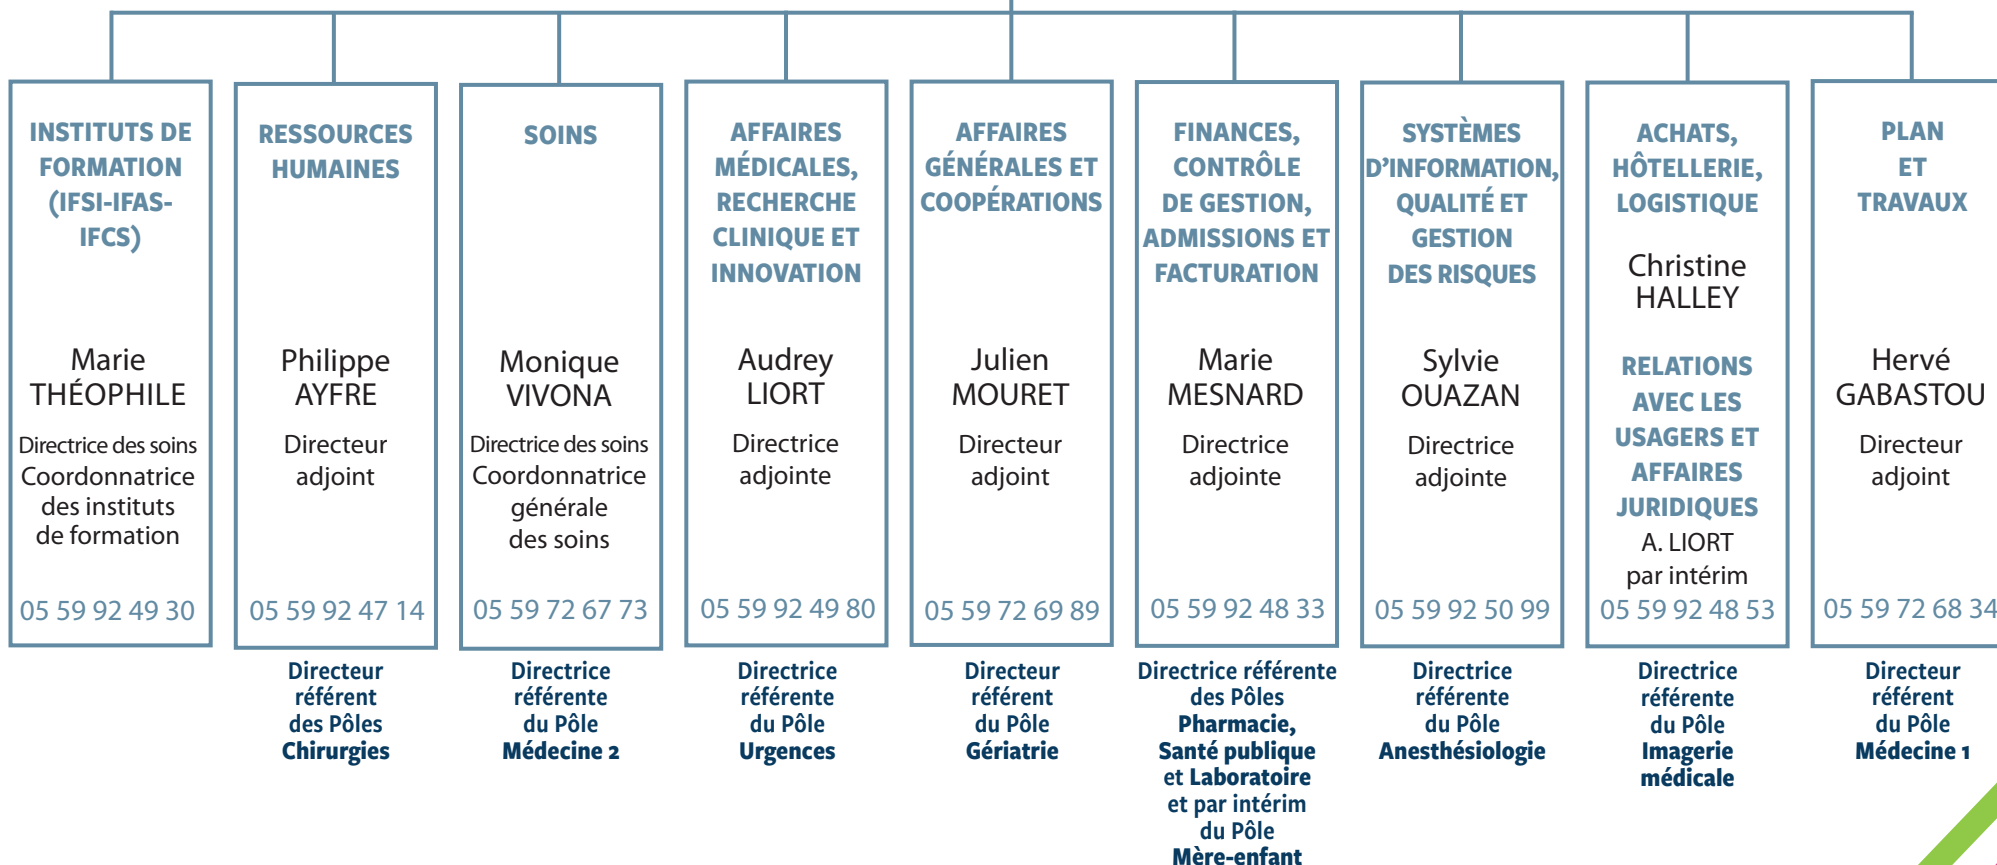 INSTITUTS DE
FORMATION
(IFSI-IFAS-
IFCS)
Marie
THÉOPHILE
Directrice des soins
Coordonnatrice
des instituts
de formation
05 59 92 49 30
RESSOURCES
HUMAINES
Philippe
AYFRE
Directeur
adjoint
05 59 92 47 14
Directeur
référent
des Pôles
Chirurgies
SOINS
Monique
VIVONA
Directrice des soins
Coordonnatrice
générale
des soins
05 59 72 67 73
Directrice
référente
du Pôle
Médecine 2
AFFAIRES
MÉDICALES,
RECHERCHE
CLINIQUE ET
INNOVATION
Audrey
LIORT
Directrice
adjointe
05 59 92 49 80
Directrice
référente
du Pôle
Urgences
AFFAIRES
GÉNÉRALES ET
COOPÉRATIONS
Julien
MOURET
Directeur
adjoint
05 59 72 69 89
Directeur
référent
du Pôle
Gériatrie
FINANCES,
CONTRÔLE
DE GESTION,
ADMISSIONS ET
FACTURATION
Marie
MESNARD
Directrice
adjointe
05 59 92 48 33
Directrice référente
des Pôles
Pharmacie,
Santé publique
et Laboratoire
et par intérim
du Pôle
Mère-enfant
SYSTÈMES
D'INFORMATION,
QUALITÉ ET
GESTION
DES RISQUES
Sylvie
OUAZAN
Directrice
adjointe
05 59 92 50 99
Directrice
référente
du Pôle
Anesthésiologie
ACHATS,
HÔTELLERIE,
LOGISTIQUE
Christine
HALLEY
RELATIONS
AVEC LES
USAGERS ET
AFFAIRES
JURIDIQUES
A. LIORT
par intérim
05 59 92 48 53
Directrice
référente
du Pôle
Imagerie
médicale
PLAN
ET
TRAVAUX
Hervé
GABASTOU
Directeur
adjoint
05 59 72 68 34
Directeur
référent
du Pôle
Médecine 1